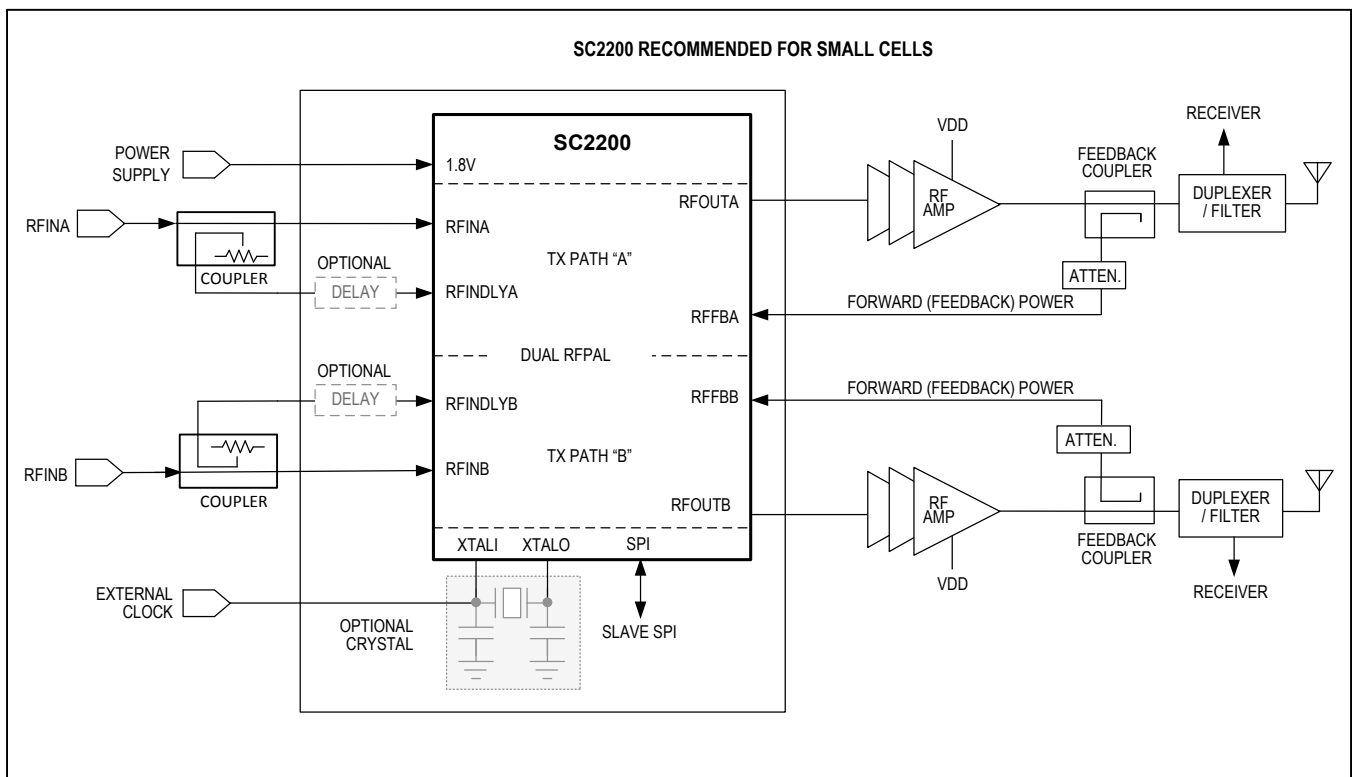 SC2200 RECOMMENDED FOR SMALL CELLS
POWER
SUPPLY
RFINA
COUPLER
OPTIONAL
DELAY
OPTIONAL
DELAY
RFINB
COUPLER
EXTERNAL
CLOCK
OPTIONAL
CRYSTAL
SC2200
1.8V
RFINA
TX PATH “A”
RFINDLYA
RFOUTA
RFFBA
DUAL RFPAL
RFINDLYB
RFFBB
TX PATH “B”
RFINB
RFOUTB
XTALI
XTALO
SPI
SLAVE SPI
VDD
RF
AMP
FEEDBACK
COUPLER
RECEIVER
DUPLEXER
/ FILTER
ATTEN.
FORWARD (FEEDBACK) POWER
FORWARD (FEEDBACK) POWER
ATTEN.
RF
AMP
VDD
FEEDBACK
COUPLER
DUPLEXER
/ FILTER
RECEIVER